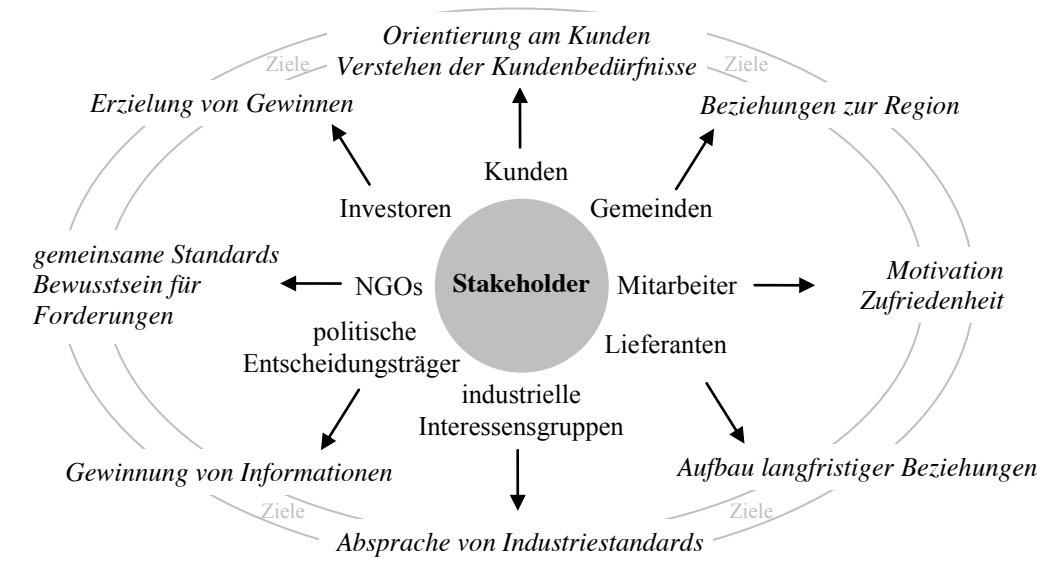 Orientierung am Kunden
Ziele
Verstehen der Kundenbedürfnisse
Ziele
Erzielung von Gewinnen
Beziehungen zur Region
Kunden
Investoren
Gemeinden
gemeinsame Standards
Bewusstsein für
Forderungen
NGOs
Stakeholder
Mitarbeiter
Motivation
Zufriedenheit
politische
Entscheidungsträger
Lieferanten
industrielle
Interessensgruppen
Gewinnung von Informationen
Aufbau langfristiger Beziehungen
Ziele
Ziele
Absprache von Industriestandards